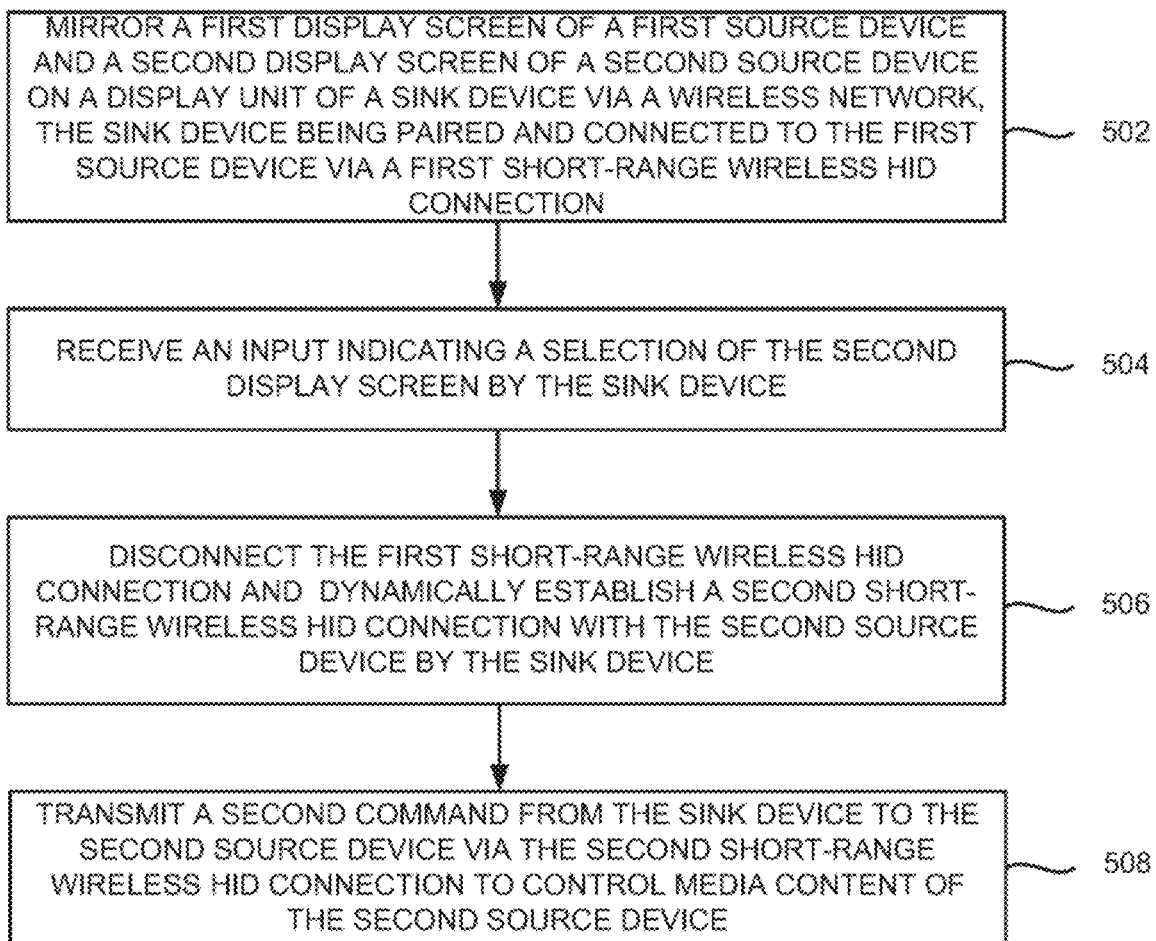 MIRROR A FIRST DISPLAY SCREEN OF A FIRST SOURCE DEVICE
AND A SECOND DISPLAY SCREEN OF A SECOND SOURCE DEVICE
ON A DISPLAY UNIT OF A SINK DEVICE VIA A WIRELESS NETWORK,
THE SINK DEVICE BEING PAIRED AND CONNECTED TO THE FIRST
SOURCE DEVICE VIA A FIRST SHORT-RANGE WIRELESS HID
CONNECTION
502
RECEIVE AN INPUT INDICATING A SELECTION OF THE SECOND
DISPLAY SCREEN BY THE SINK DEVICE
504
DISCONNECT THE FIRST SHORT-RANGE WIRELESS HID
CONNECTION AND DYNAMICALLY ESTABLISH A SECOND SHORT-
RANGE WIRELESS HID CONNECTION WITH THE SECOND SOURCE
DEVICE BY THE SINK DEVICE
506
TRANSMIT A SECOND COMMAND FROM THE SINK DEVICE TO THE
SECOND SOURCE DEVICE VIA THE SECOND SHORT-RANGE
WIRELESS HID CONNECTION TO CONTROL MEDIA CONTENT OF
THE SECOND SOURCE DEVICE
508